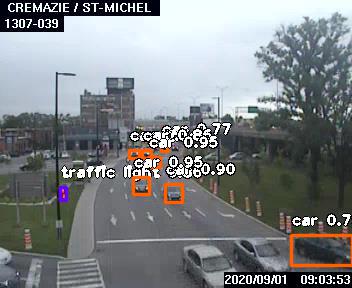 CREMAZIE / ST-MICHEL
1307-039
car 0.77
car 0.95
car 0.95
car 0.90
traffic light
car 0.7
2020/09/01 09:03:53